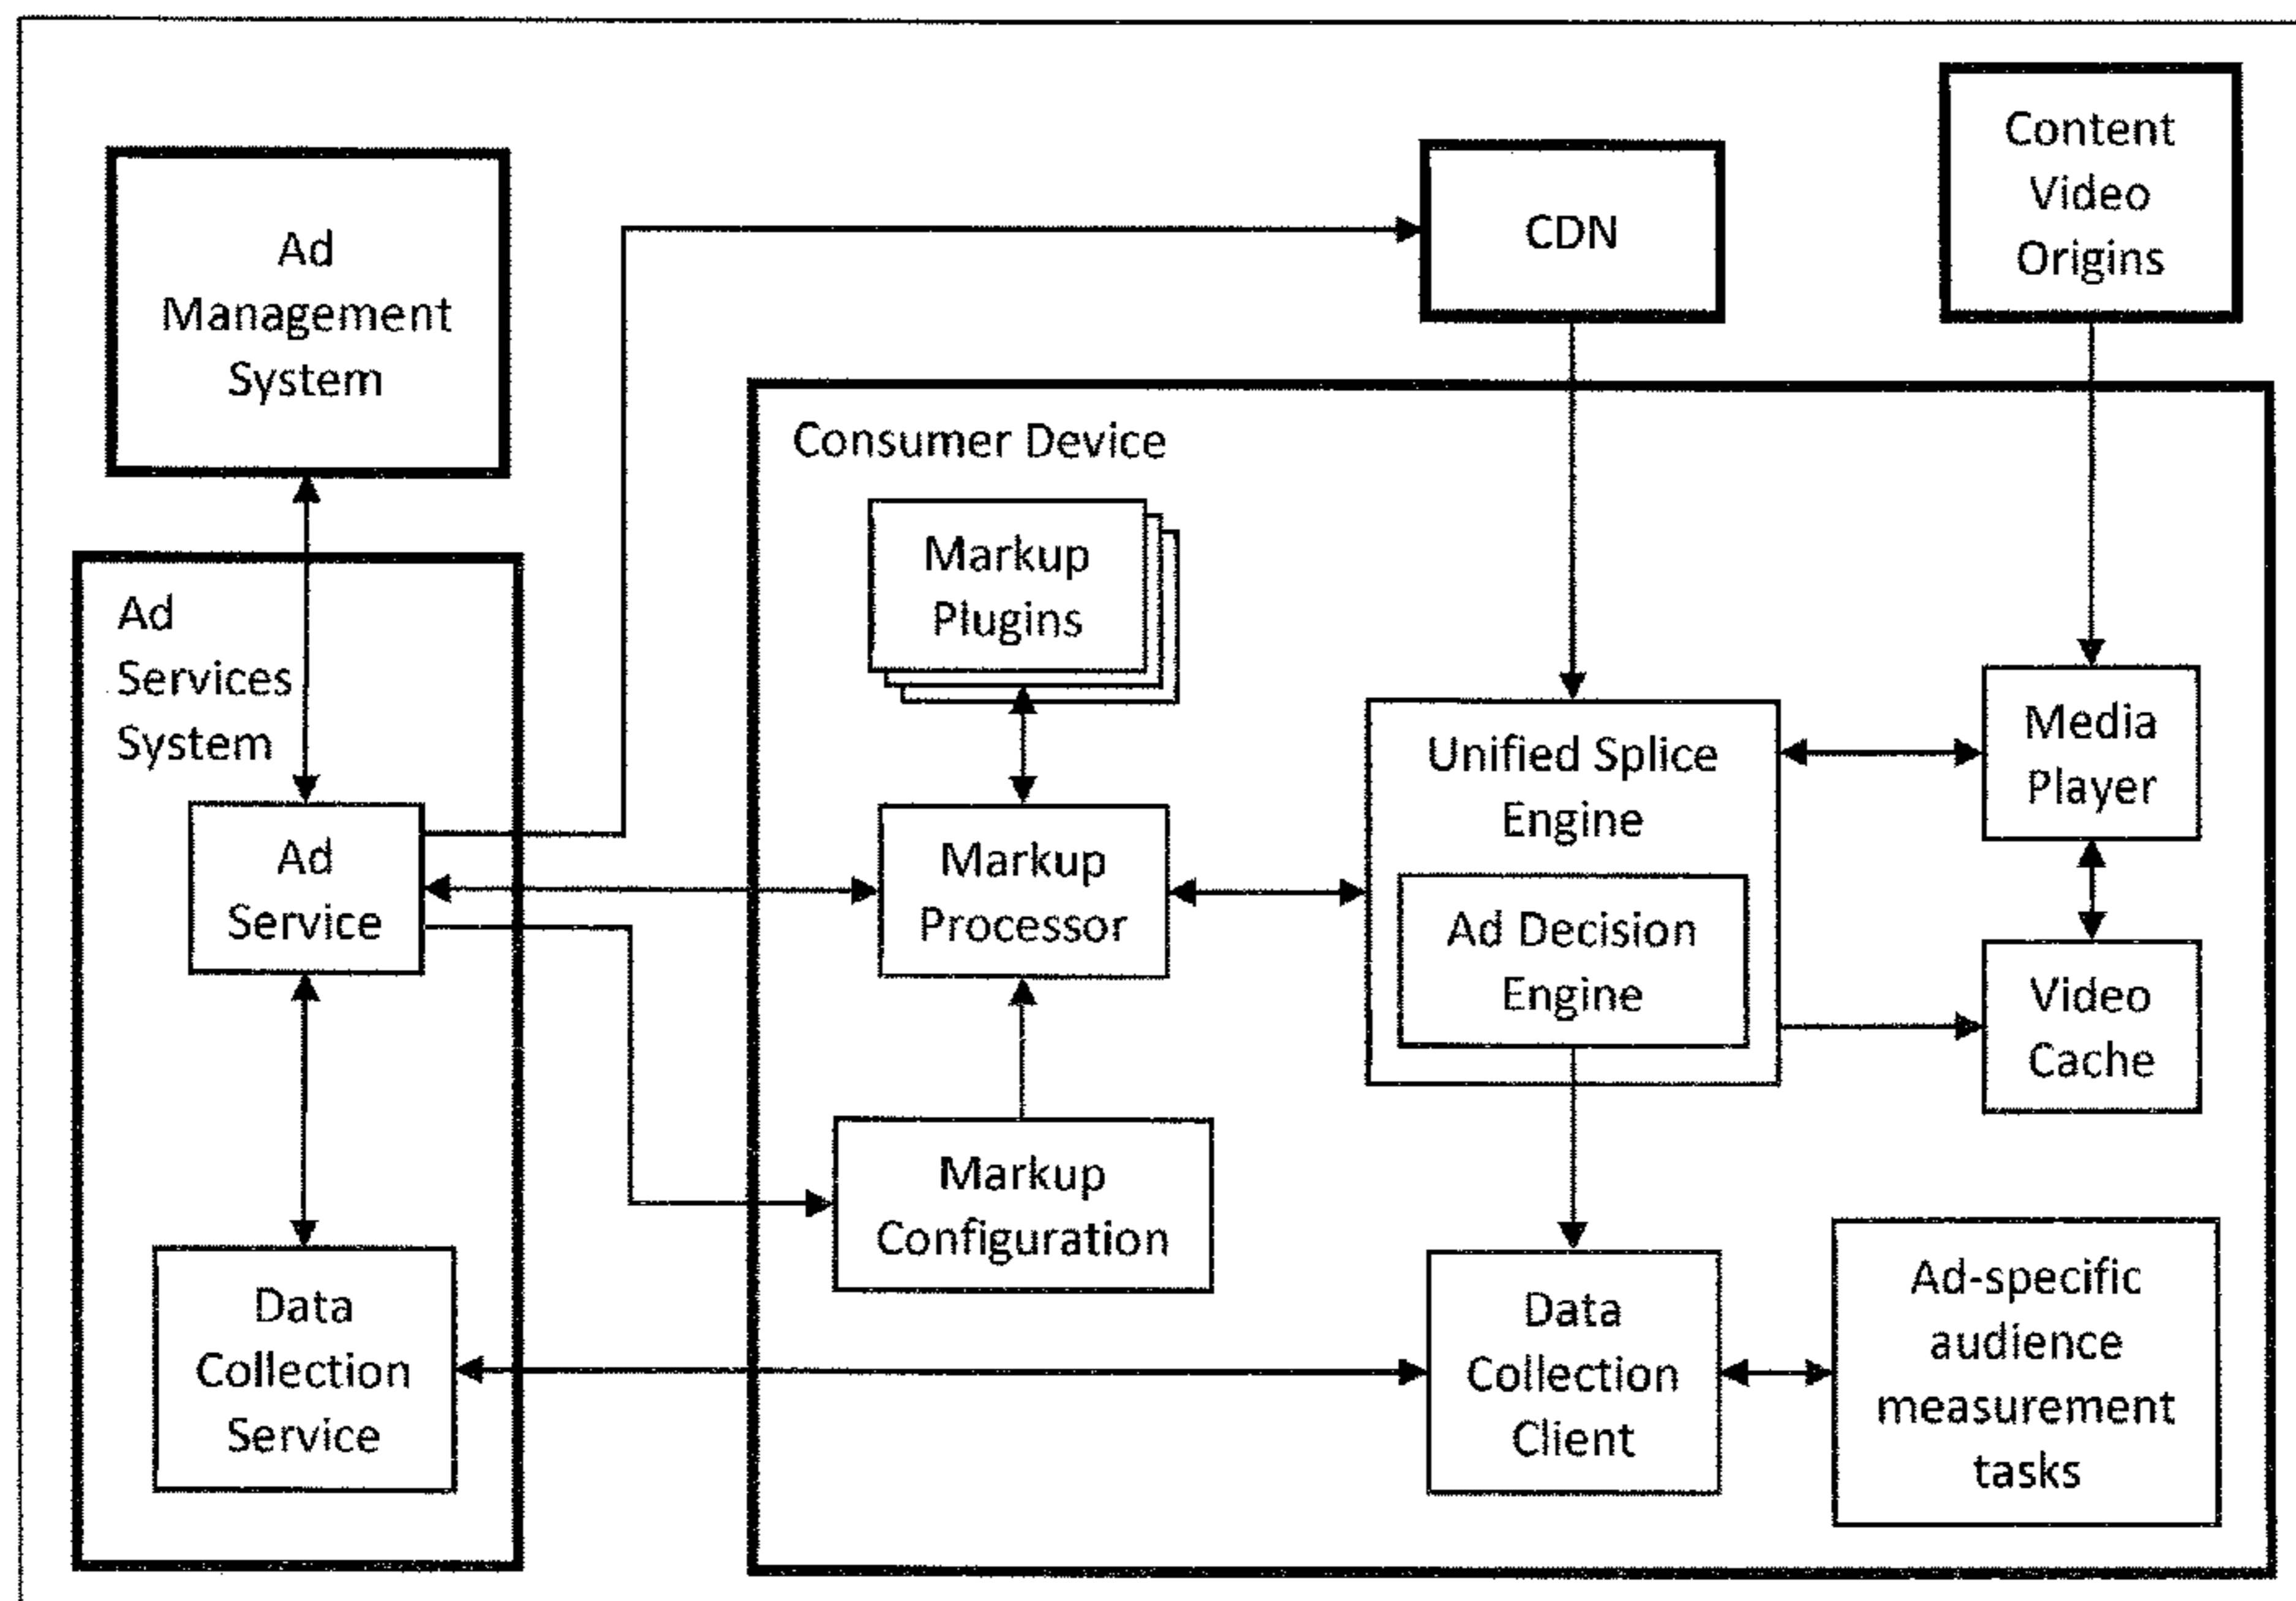 Content
Video
Origins
CDN
Ad
Management
System
Consumer Device
Markup
Plugins
Ad
Services
System
Unified Splice
Engine
Media
Player
Ad
Service
Markup
Processor
Ad Decision
Engine
Video
Cache
Markup
Configuration
Data
Collection
Service
Data
Collection
Client
Ad-specific
audience
measurement
tasks